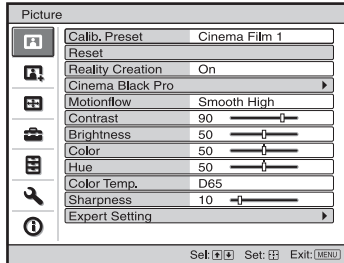 Picture
Calib. Preset Cinema Film 1
Reset
Reality Creation On
Cinema Black Pro
Motionflow Smooth High
Contrast 90
Brightness 50
Color 50
Hue 50
Color Temp. D65
Sharpness 10
Expert Setting
Sel: Set: Exit: MENU